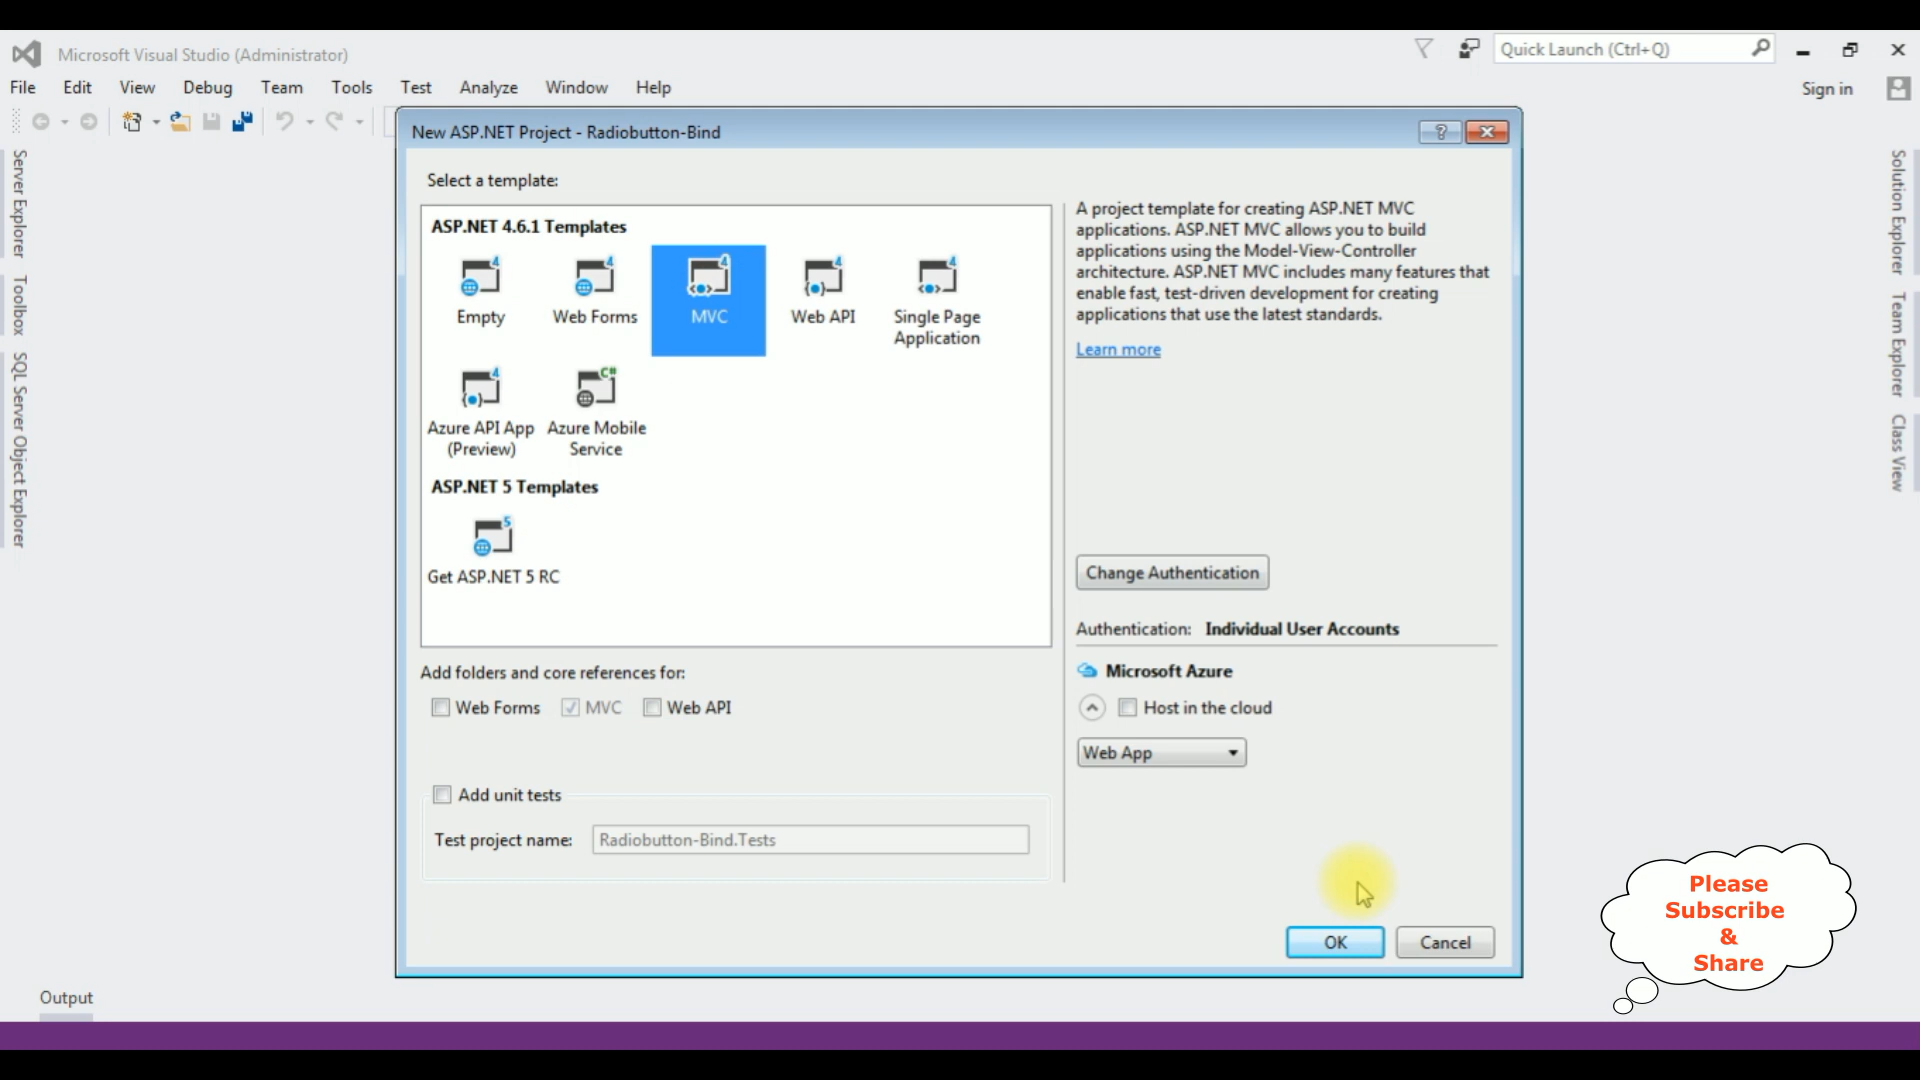 Microsoft Visual Studio (Administrator)
Quick Launch (Ctrl+Q)
File Edit View Debug Team Tools Test Analyze Window Help
Sign in
New ASP.NET Project - Radiobutton-Bind
?
Server Explorer
Toolbox
SQL Server Object Explorer
Select a template:
ASP.NET 4.6.1 Templates
Empty
Web Forms
MVC
Web API
Single Page
Application
Azure API App
(Preview)
Azure Mobile
Service
ASP.NET 5 Templates
Get ASP.NET 5 RC
A project template for creating ASP.NET MVC
applications. ASP.NET MVC allows you to build
applications using the Model-View-Controller
architecture. ASP.NET MVC includes many features that
enable fast, test-driven development for creating
applications that use the latest standards.
Learn more
Change Authentication
Authentication: Individual User Accounts
Microsoft Azure
Host in the cloud
Web App
Add folders and core references for:
Web Forms MVC Web API
Add unit tests
Test project name: Radiobutton-Bind.Tests
OK Cancel
Solution Explorer
Team Explorer
Class View
Please
Subscribe
&
Share
Output